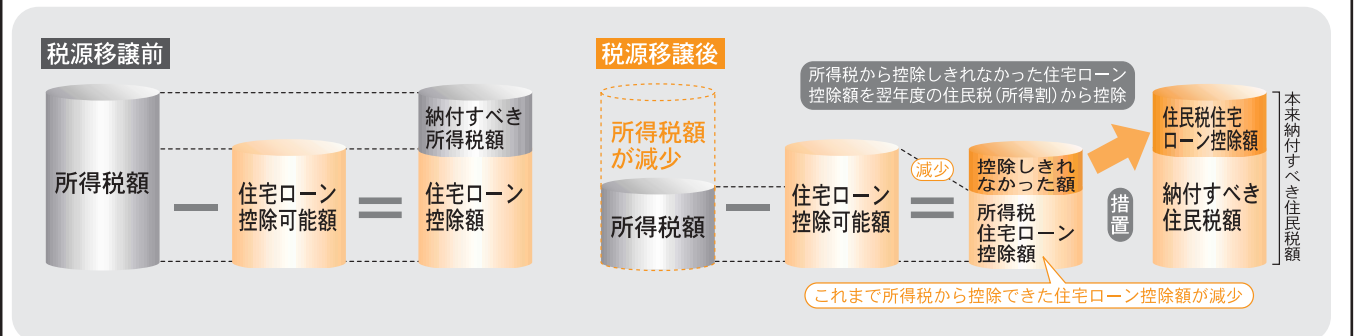 税源移譲前
所得税額
住宅ローン
控除可能額
納付すべき
所得税額
住宅ローン
控除額
税源移譲後
所得税額
が減少
所得税額
住宅ローン
控除可能額
減少
控除しきれ
なかった額
所得税
住宅ローン
控除額
これまで所得税から控除できた住宅ローン控除額が減少
所得税から控除しきれなかった住宅ローン
控除額を翌年度の住民税（所得割）から控除
措置
住民税住宅
ローン控除額
納付すべき
住民税額
本来納付すべき住民税額